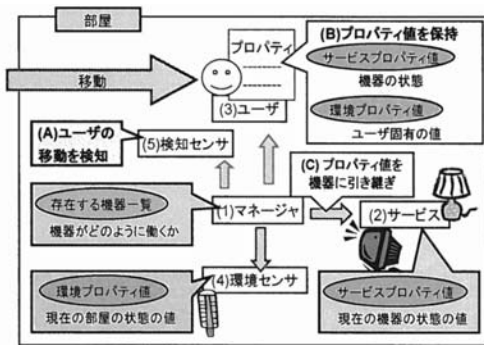 部屋
プロパティ
移動
(3)ユーザ
(B)プロパティ値を保持
サービスプロパティ値
機器の状態
環境プロパティ値
ユーザ固有の値
(A)ユーザの
移動を検知
(5)検知センサ
(C)プロパティ値を
機器に引き継ぎ
存在する機器一覧
機器がどのように働くか
(1)マネージャ
(2)サービス
(4)環境センサ
環境プロパティ値
現在の部屋の状態の値
サービスプロパティ値
現在の機器の状態の値